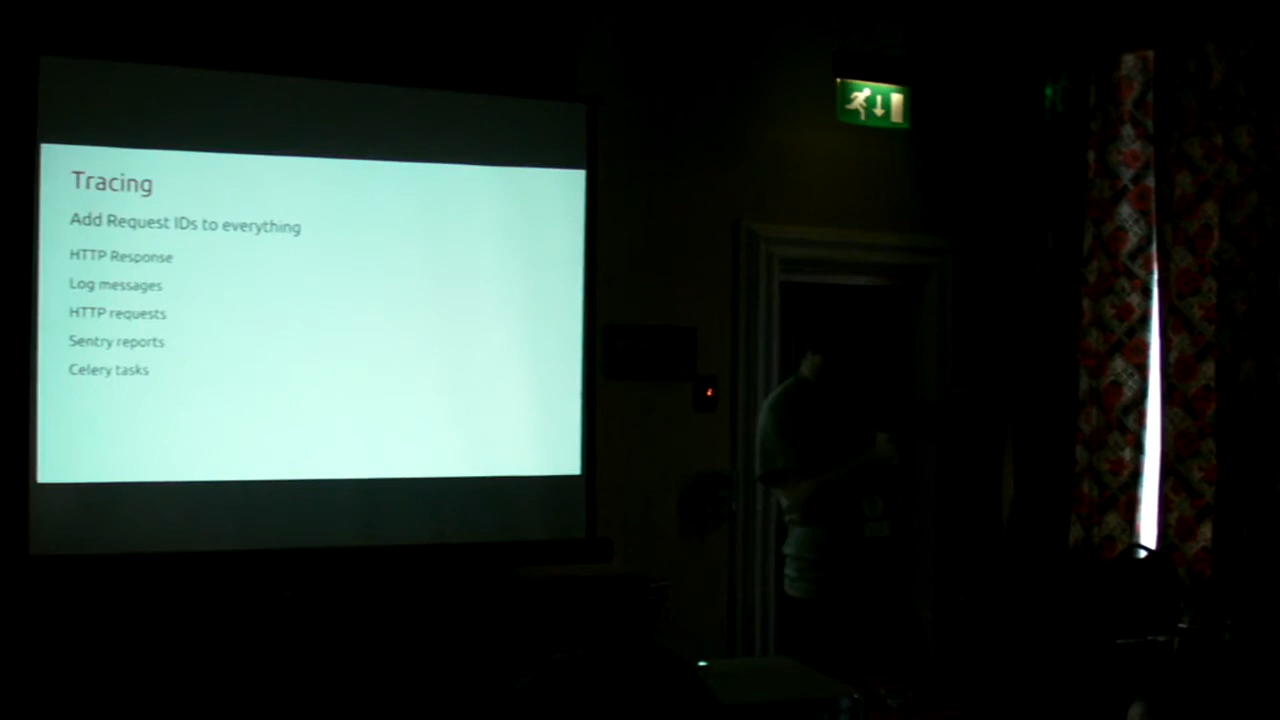 Tracing
Add Request IDs to everything
HTTP Response
Log messages
HTTP requests
Sentry reports
Celery tasks